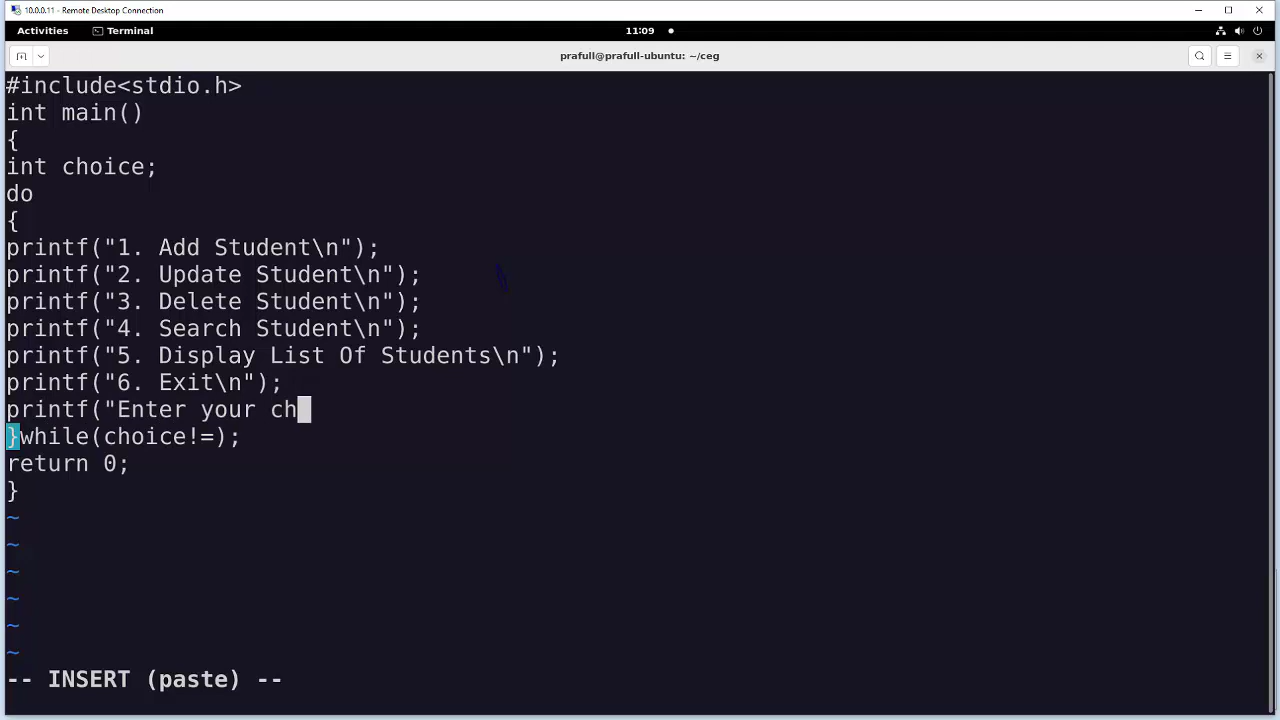 10.0.0.11 - Remote Desktop Connection
Activities Terminal 11:09
prafull@prafull-ubuntu: ~/ceg
#include<stdio.h>
int main()
{
int choice;
do
{
printf("1. Add Student\n");
printf("2. Update Student\n");
printf("3. Delete Student\n");
printf("4. Search Student\n");
printf("5. Display List Of Students\n");
printf("6. Exit\n");
printf("Enter your ch
}while(choice!=);
return 0;
}
~
~
~
~
~
~
-- INSERT (paste) --